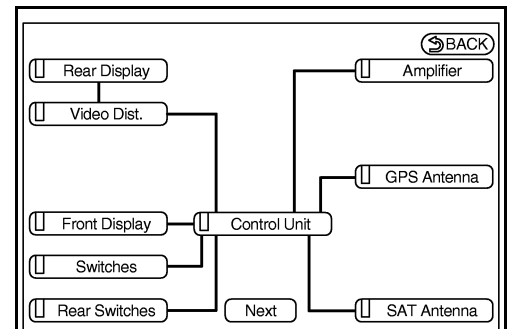 BACK
Rear Display
Amplifier
Video Dist.
GPS Antenna
Front Display
Control Unit
Switches
Rear Switches
Next
SAT Antenna